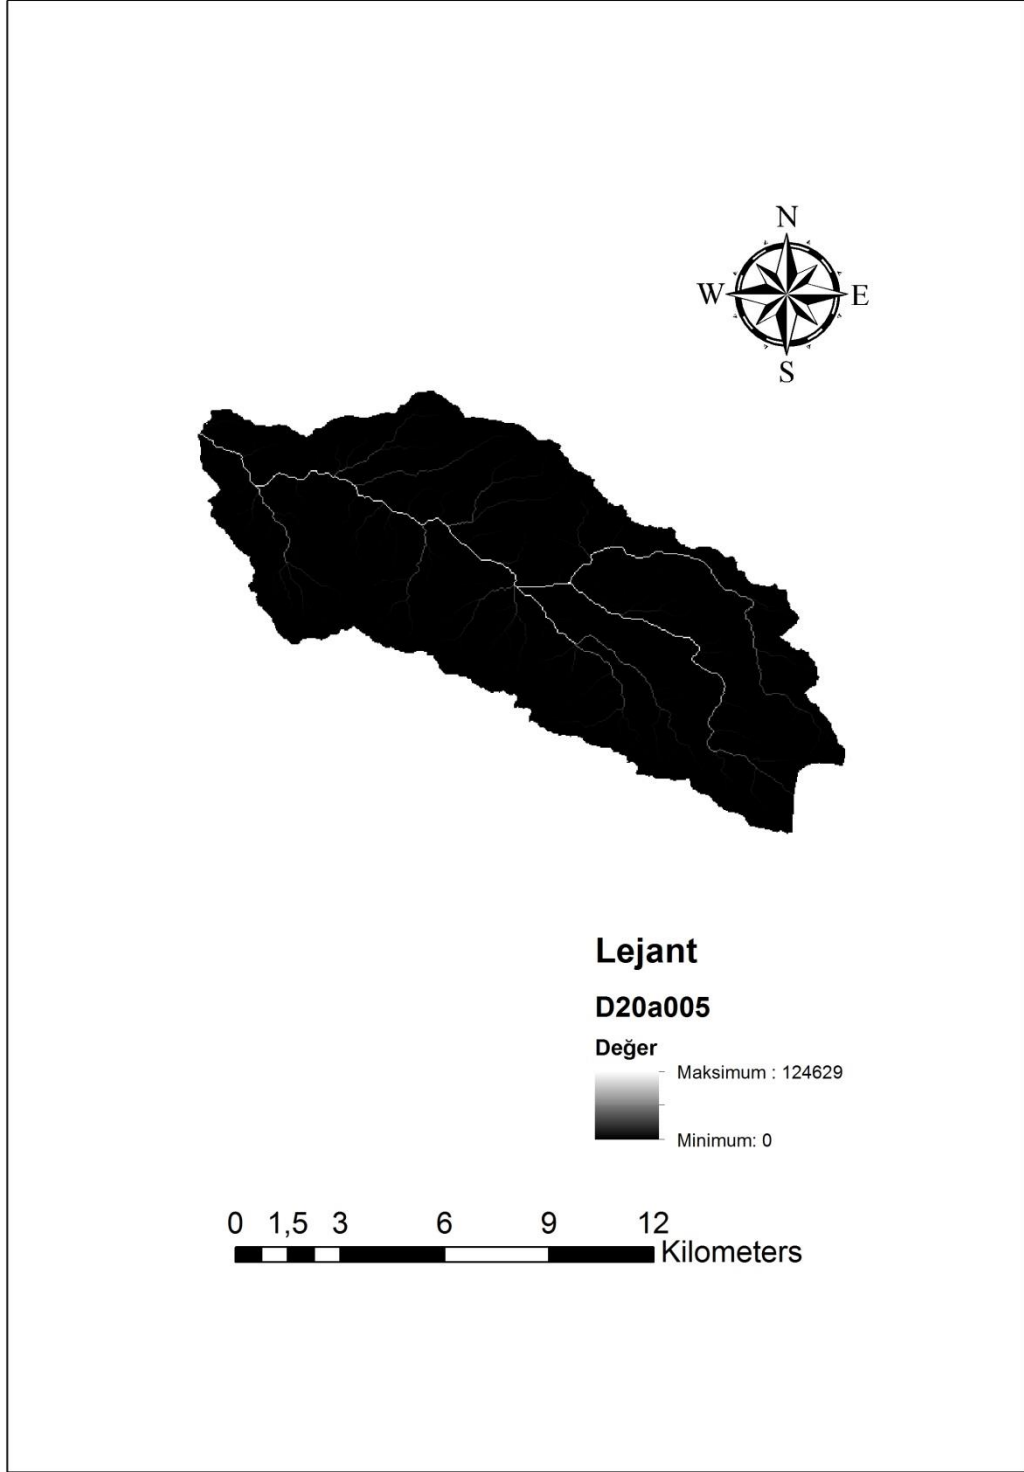 N
W E
S
Lejant
D20a005
Değer
Maksimum : 124629
Minimum: 0
0 1,5 3 6 9 12
Kilometers